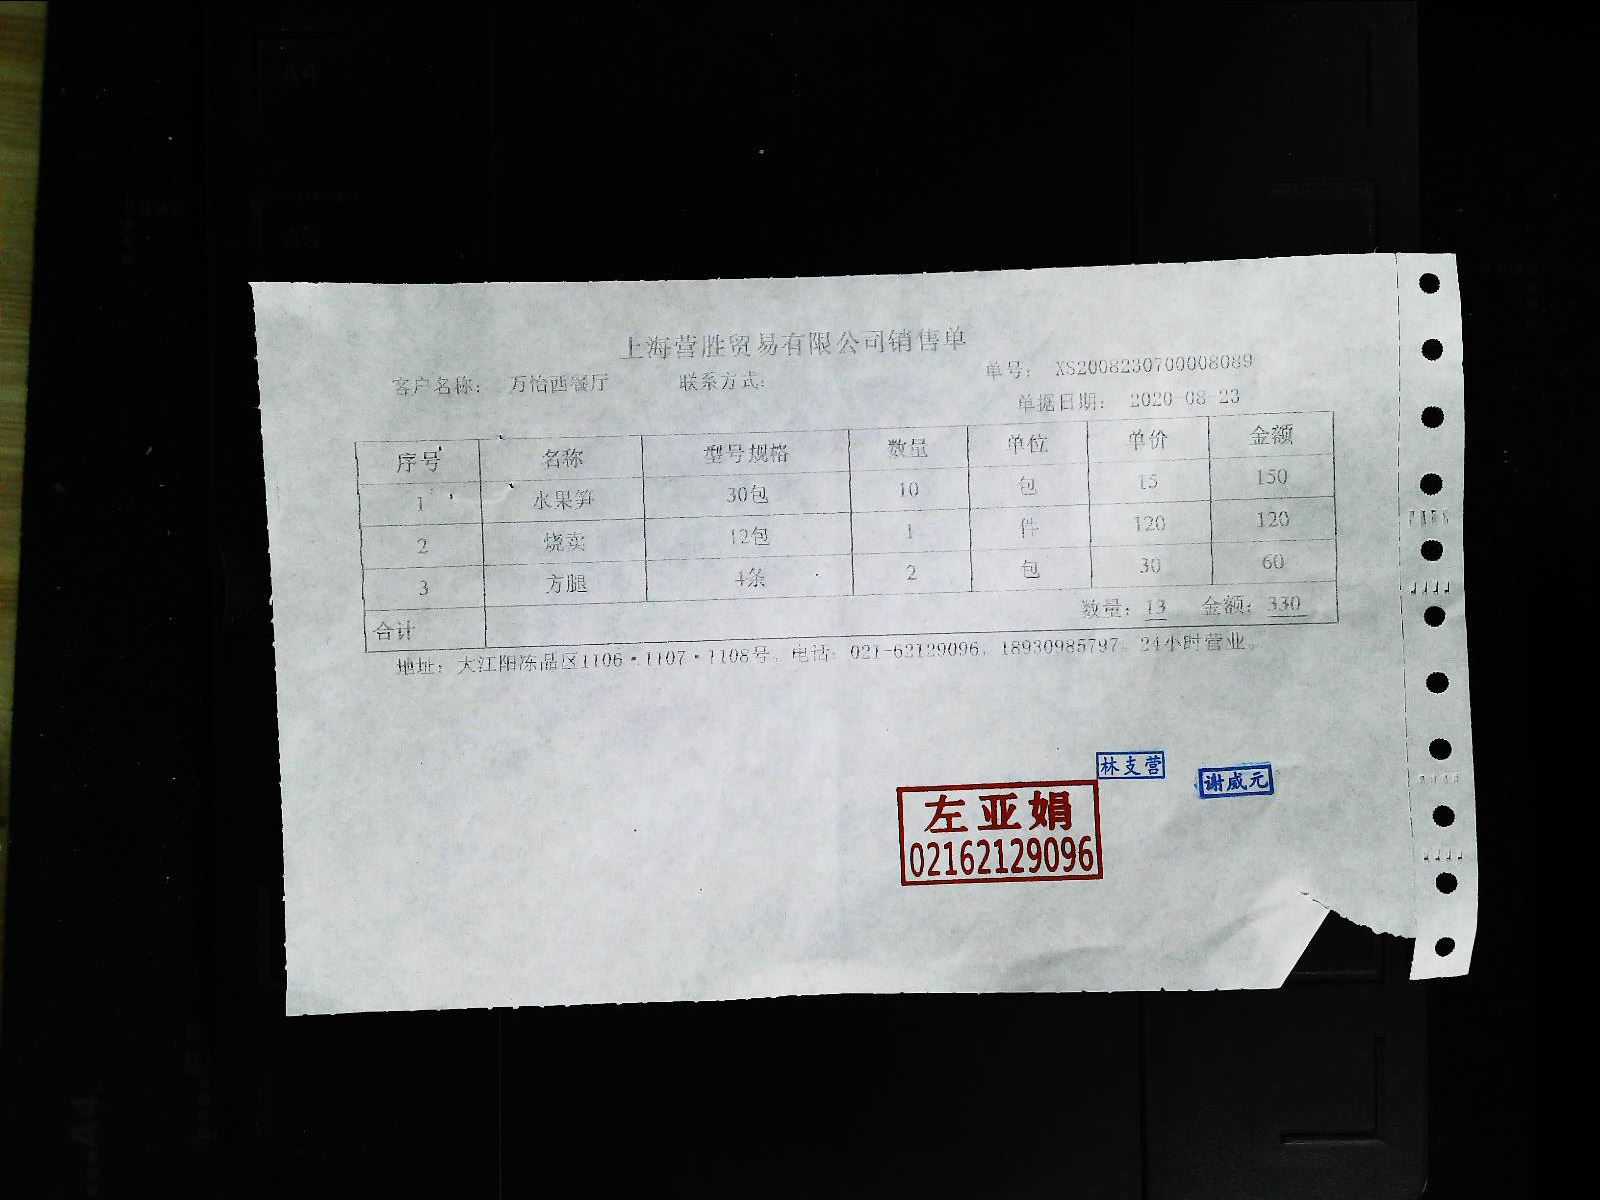 上海营胜贸易有限公司销售单
客户名称： 万怡西餐厅 联系方式： 单号： XS2008230700008089
单据日期： 2020-08-23
序号 名称 型号规格 数量 单位 单价 金额
1 水果笋 30包 10 包 15 150
2 烧卖 12包 1 件 120 120
3 方腿 4条 2 包 30 60
合计 数量：13 金额：330
地址：大江阳冻品区1106·1107·1108号。电话：021-62129096，18930985797。24小时营业。
林支营
谢威元
左亚娟
02162129096
A4
A5
A4